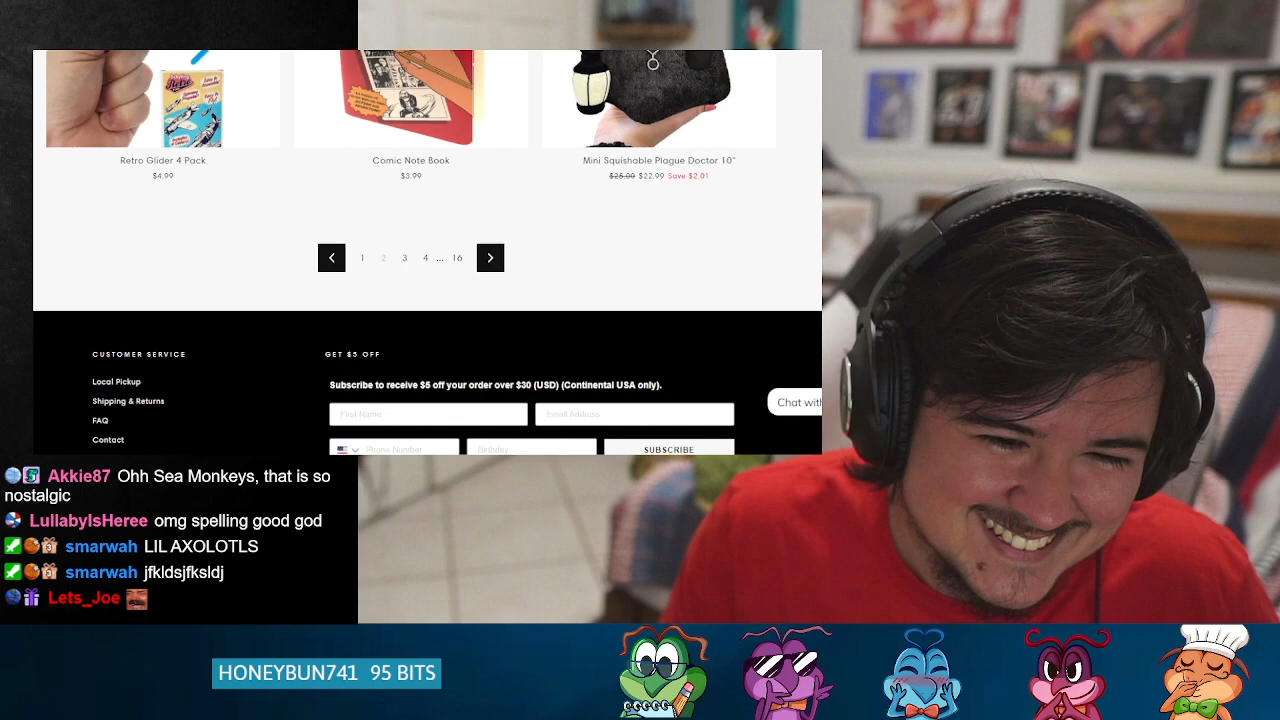 Retro Glider 4 Pack
$4.99
Comic Note Book
$3.99
Mini Squishable Plague Doctor 10"
$25.00 $22.99 Save $2.01
1 2 3 4 ... 16
CUSTOMER SERVICE
Local Pickup
Shipping & Returns
FAQ
Contact
GET $5 OFF
Subscribe to receive $5 off your order over $30 (USD) (Continental USA only).
First Name
Email Address
Phone Number
Birthday
SUBSCRIBE
Chat with
Akkie87 Ohh Sea Monkeys, that is so
nostalgic
LullabyIsHeree omg spelling good god
smarwah LIL AXOLOTLS
smarwah jfkldsjfksldj
Lets_Joe
HONEYBUN741 95 BITS